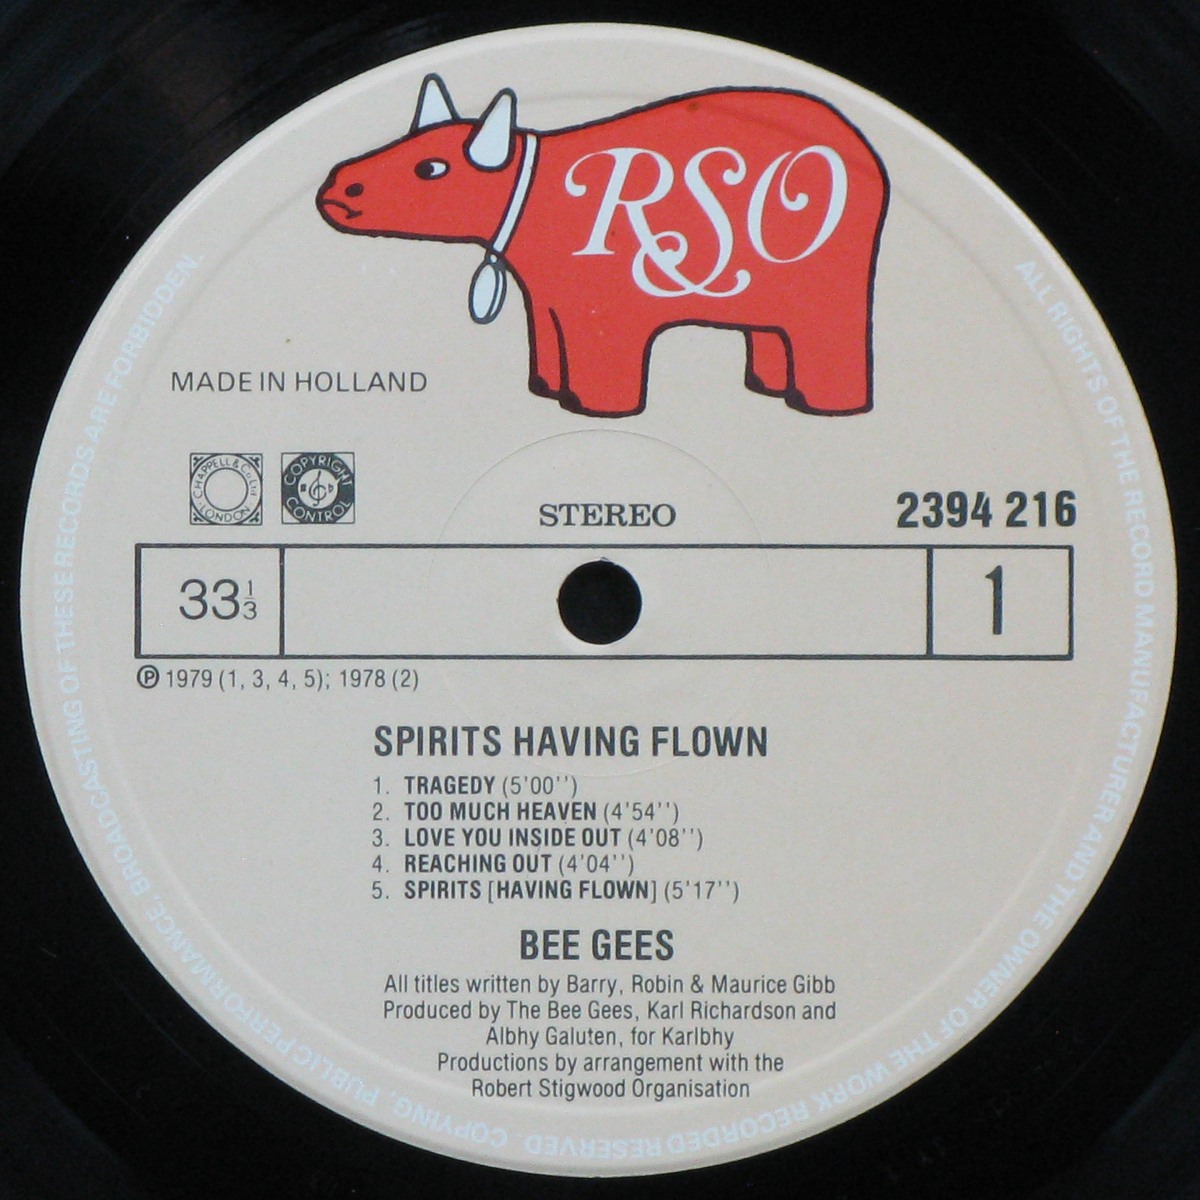 RSO
MADE IN HOLLAND
CHAPPELL & Co. Ltd
LONDON
COPYRIGHT
CONTROL
STEREO
2394 216
33 1/3
1
℗ 1979 (1, 3, 4, 5); 1978 (2)
SPIRITS HAVING FLOWN
1. TRAGEDY (5'00'')
2. TOO MUCH HEAVEN (4'54'')
3. LOVE YOU INSIDE OUT (4'08'')
4. REACHING OUT (4'04'')
5. SPIRITS [HAVING FLOWN] (5'17'')
BEE GEES
All titles written by Barry, Robin & Maurice Gibb
Produced by The Bee Gees, Karl Richardson and
Albhy Galuten, for Karlbhy
Productions by arrangement with the
Robert Stigwood Organisation
ALL RIGHTS OF THE RECORD MANUFACTURER AND THE OWNER OF THE WORK RECORDED RESERVED. COPYING, PUBLIC PERFORMANCE, BROADCASTING OF THESE RECORDS ARE FORBIDDEN.